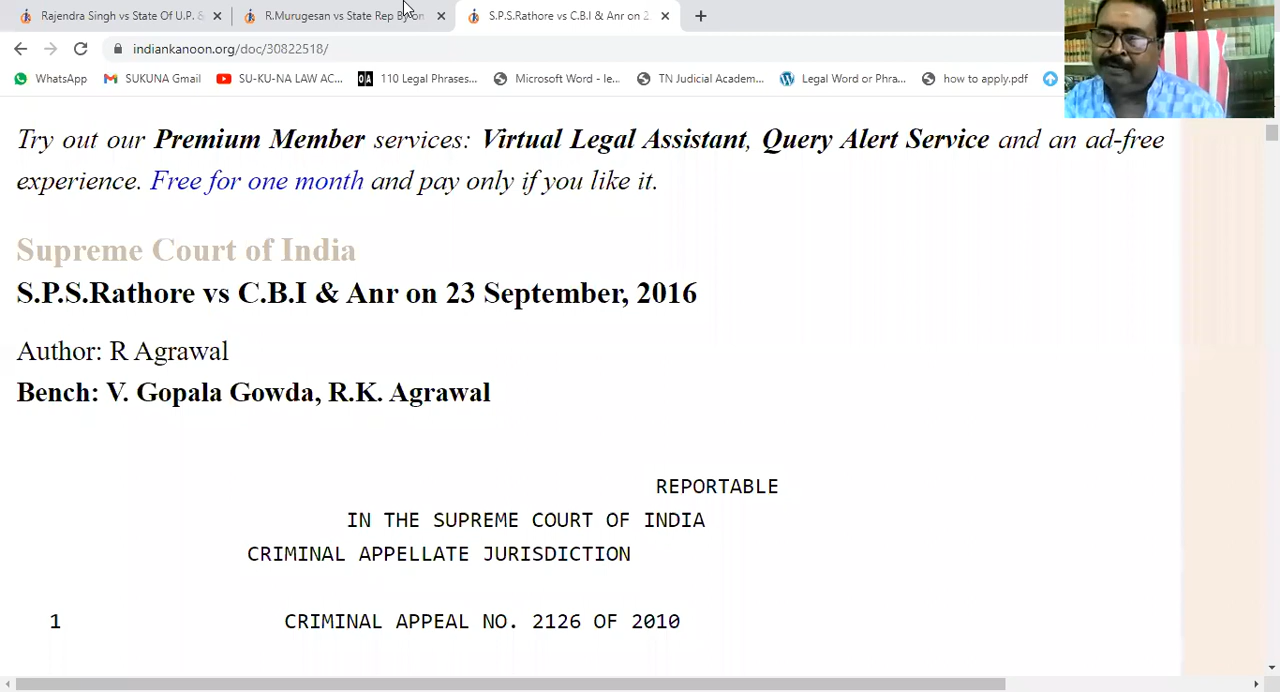 Rajendra Singh vs State Of U.P. &
R.Murugesan vs State Rep By on
S.P.S.Rathore vs C.B.I & Anr on 2
indiankanoon.org/doc/30822518/
WhatsApp
SUKUNA Gmail
SU-KU-NA LAW AC...
OA
110 Legal Phrases...
Microsoft Word - le...
TN Judicial Academ...
Legal Word or Phra...
how to apply.pdf
Try out our Premium Member services: Virtual Legal Assistant, Query Alert Service and an ad-free
experience. Free for one month and pay only if you like it.
Supreme Court of India
S.P.S.Rathore vs C.B.I & Anr on 23 September, 2016
Author: R Agrawal
Bench: V. Gopala Gowda, R.K. Agrawal
REPORTABLE
IN THE SUPREME COURT OF INDIA
CRIMINAL APPELLATE JURISDICTION
1 CRIMINAL APPEAL NO. 2126 OF 2010